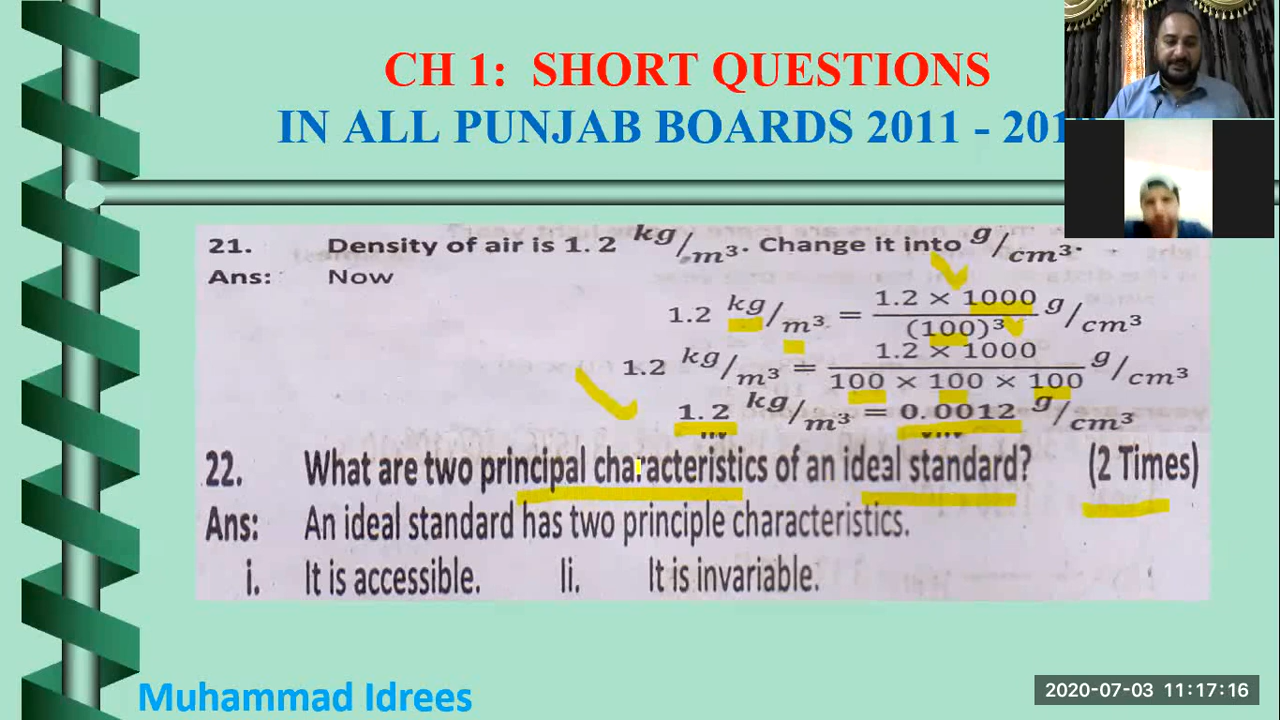 CH 1: SHORT QUESTIONS
IN ALL PUNJAB BOARDS 2011 - 201
21. Density of air is 1.2 kg/m³. Change it into g/cm³.
Ans: Now
1.2 kg/m³ = (1.2 × 1000)/(100)³ g/cm³
1.2 kg/m³ = (1.2 × 1000)/(100 × 100 × 100) g/cm³
1.2 kg/m³ = 0.0012 g/cm³
22. What are two principal characteristics of an ideal standard? (2 Times)
Ans: An ideal standard has two principle characteristics.
i. It is accessible. Ii. It is invariable.
Muhammad Idrees
2020-07-03 11:17:16